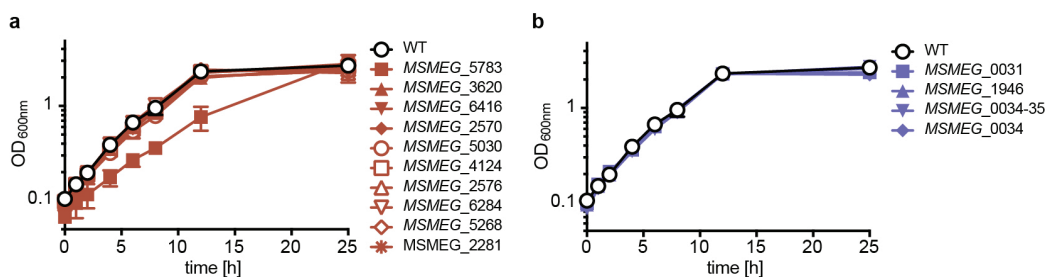 a
OD600nm
1
0.1
0
5
10
15
20
25
time [h]
WT
MSMEG_5783
MSMEG_3620
MSMEG_6416
MSMEG_2570
MSMEG_5030
MSMEG_4124
MSMEG_2576
MSMEG_6284
MSMEG_5268
MSMEG_2281
b
OD600nm
1
0.1
0
5
10
15
20
25
time [h]
WT
MSMEG_0031
MSMEG_1946
MSMEG_0034-35
MSMEG_0034